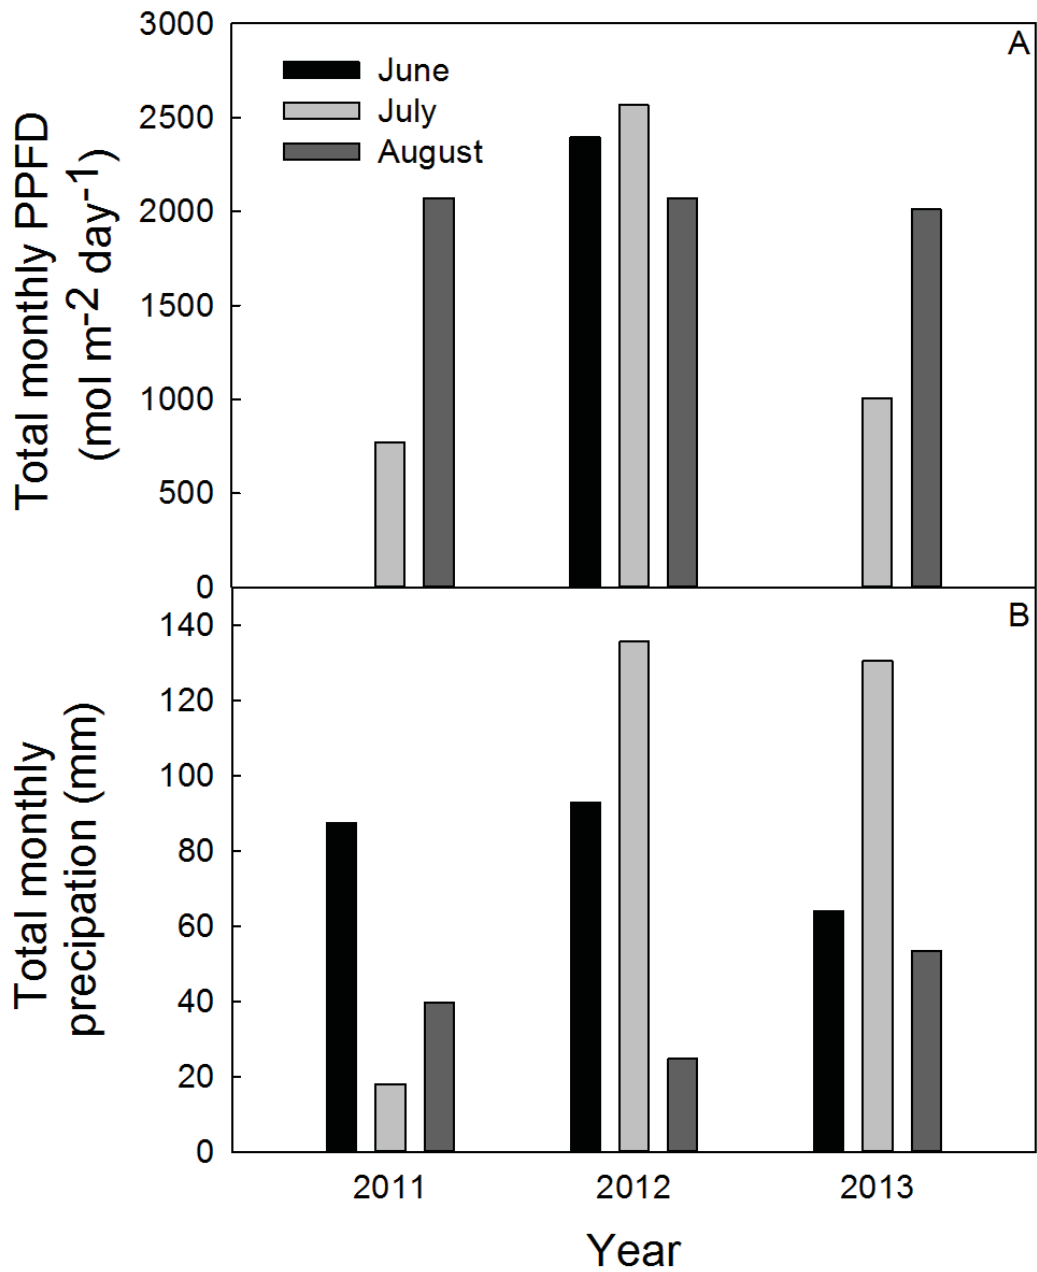 A
June
July
August
Total monthly PPFD
(mol m-2 day-1)
3000
2500
2000
1500
1000
500
0
B
Total monthly
precipation (mm)
140
120
100
80
60
40
20
0
2011 2012 2013
Year